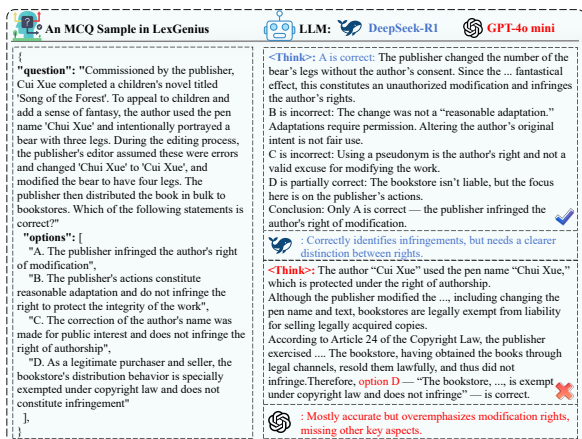 An MCQ Sample in LexGenius
LLM: DeepSeek-R1 GPT-4o mini
{
"question": "Commissioned by the publisher,
Cui Xue completed a children's novel titled
'Song of the Forest'. To appeal to children and
add a sense of fantasy, the author used the pen
name 'Chui Xue' and intentionally portrayed a
bear with three legs. During the editing process,
the publisher's editor assumed these were errors
and changed 'Chui Xue' to 'Cui Xue', and
modified the bear to have four legs. The
publisher then distributed the book in bulk to
bookstores. Which of the following statements is
correct?"
"options": [
"A. The publisher infringed the author's right
of modification",
"B. The publisher's actions constitute
reasonable adaptation and do not infringe the
right to protect the integrity of the work",
"C. The correction of the author's name was
made for public interest and does not infringe the
right of authorship",
"D. As a legitimate purchaser and seller, the
bookstore's distribution behavior is specially
exempted under copyright law and does not
constitute infringement"
],
}
<Think>: A is correct: The publisher changed the number of the
bear's legs without the author's consent. Since the ... fantastical
effect, this constitutes an unauthorized modification and infringes
the author's rights.
B is incorrect: The change was not a “reasonable adaptation.”
Adaptations require permission. Altering the author's original
intent is not fair use.
C is incorrect: Using a pseudonym is the author's right and not a
valid excuse for modifying the work.
D is partially correct: The bookstore isn't liable, but the focus
here is on the publisher's actions.
Conclusion: Only A is correct — the publisher infringed the
author's right of modification.
: Correctly identifies infringements, but needs a clearer
distinction between rights.
<Think>: The author “Cui Xue” used the pen name “Chui Xue,”
which is protected under the right of authorship.
Although the publisher modified the ..., including changing the
pen name and text, bookstores are legally exempt from liability
for selling legally acquired copies.
According to Article 24 of the Copyright Law, the publisher
exercised .... The bookstore, having obtained the books through
legal channels, resold them lawfully, and thus did not
infringe.Therefore, option D — “The bookstore, ..., is exempt
under copyright law and does not infringe” — is correct.
: Mostly accurate but overemphasizes modification rights,
missing other key aspects.